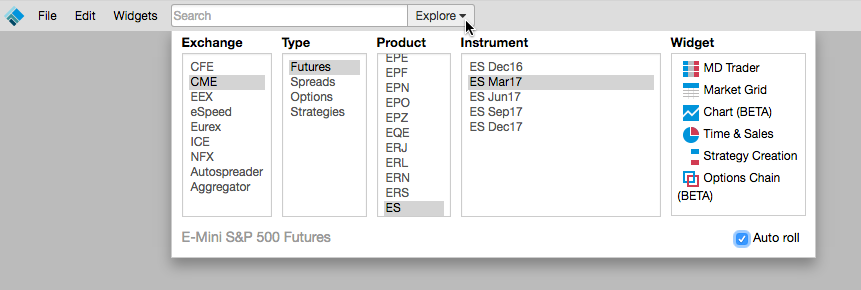 File Edit Widgets Search Explore
Exchange Type Product Instrument Widget
CFE
CME
EEX
eSpeed
Eurex
ICE
NFX
Autospreader
Aggregator
Futures
Spreads
Options
Strategies
EPE
EPF
EPN
EPO
EPZ
EQE
ERJ
ERL
ERN
ERS
ES
ES Dec16
ES Mar17
ES Jun17
ES Sep17
ES Dec17
MD Trader
Market Grid
Chart (BETA)
Time & Sales
Strategy Creation
Options Chain
(BETA)
E-Mini S&P 500 Futures
Auto roll